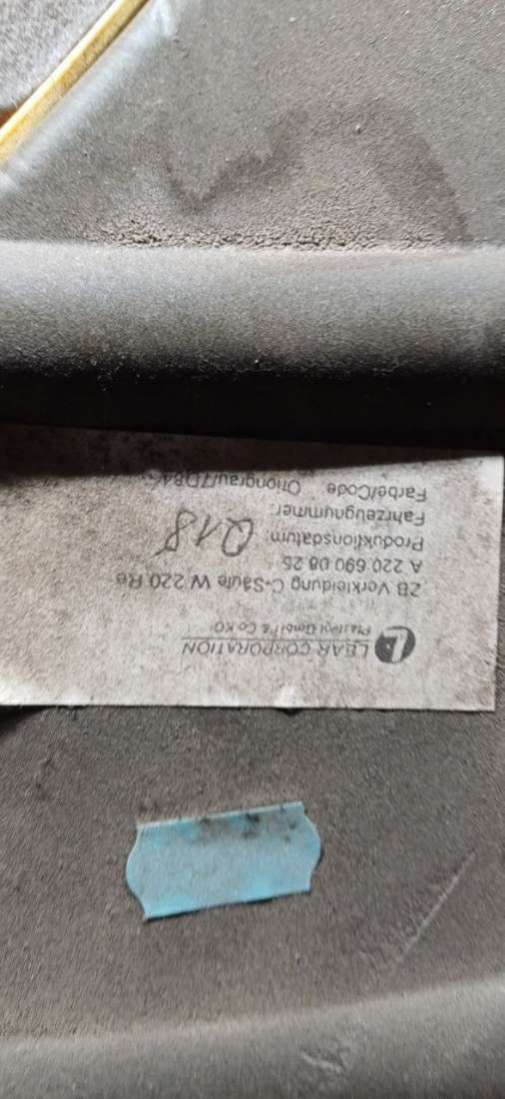 LEAR CORPORATION
Plastifol GmbH & Co KG
ZB Verkleidung C-Säule W 220 Re
A 220 690 08 25
Produktionsdatum: Q18
Fahrzeugnummer:
Farbe/Code Oriongrau/7D84